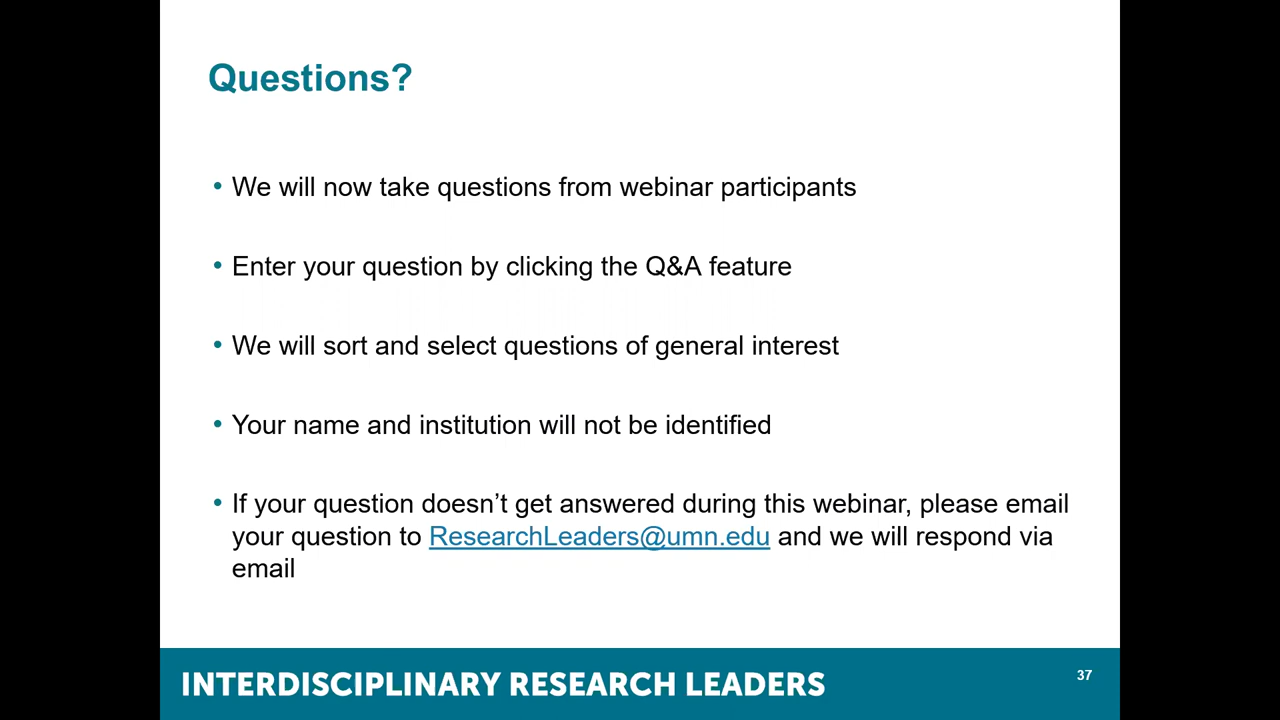 Questions?
• We will now take questions from webinar participants
• Enter your question by clicking the Q&A feature
• We will sort and select questions of general interest
• Your name and institution will not be identified
• If your question doesn’t get answered during this webinar, please email
your question to ResearchLeaders@umn.edu and we will respond via
email
INTERDISCIPLINARY RESEARCH LEADERS
37